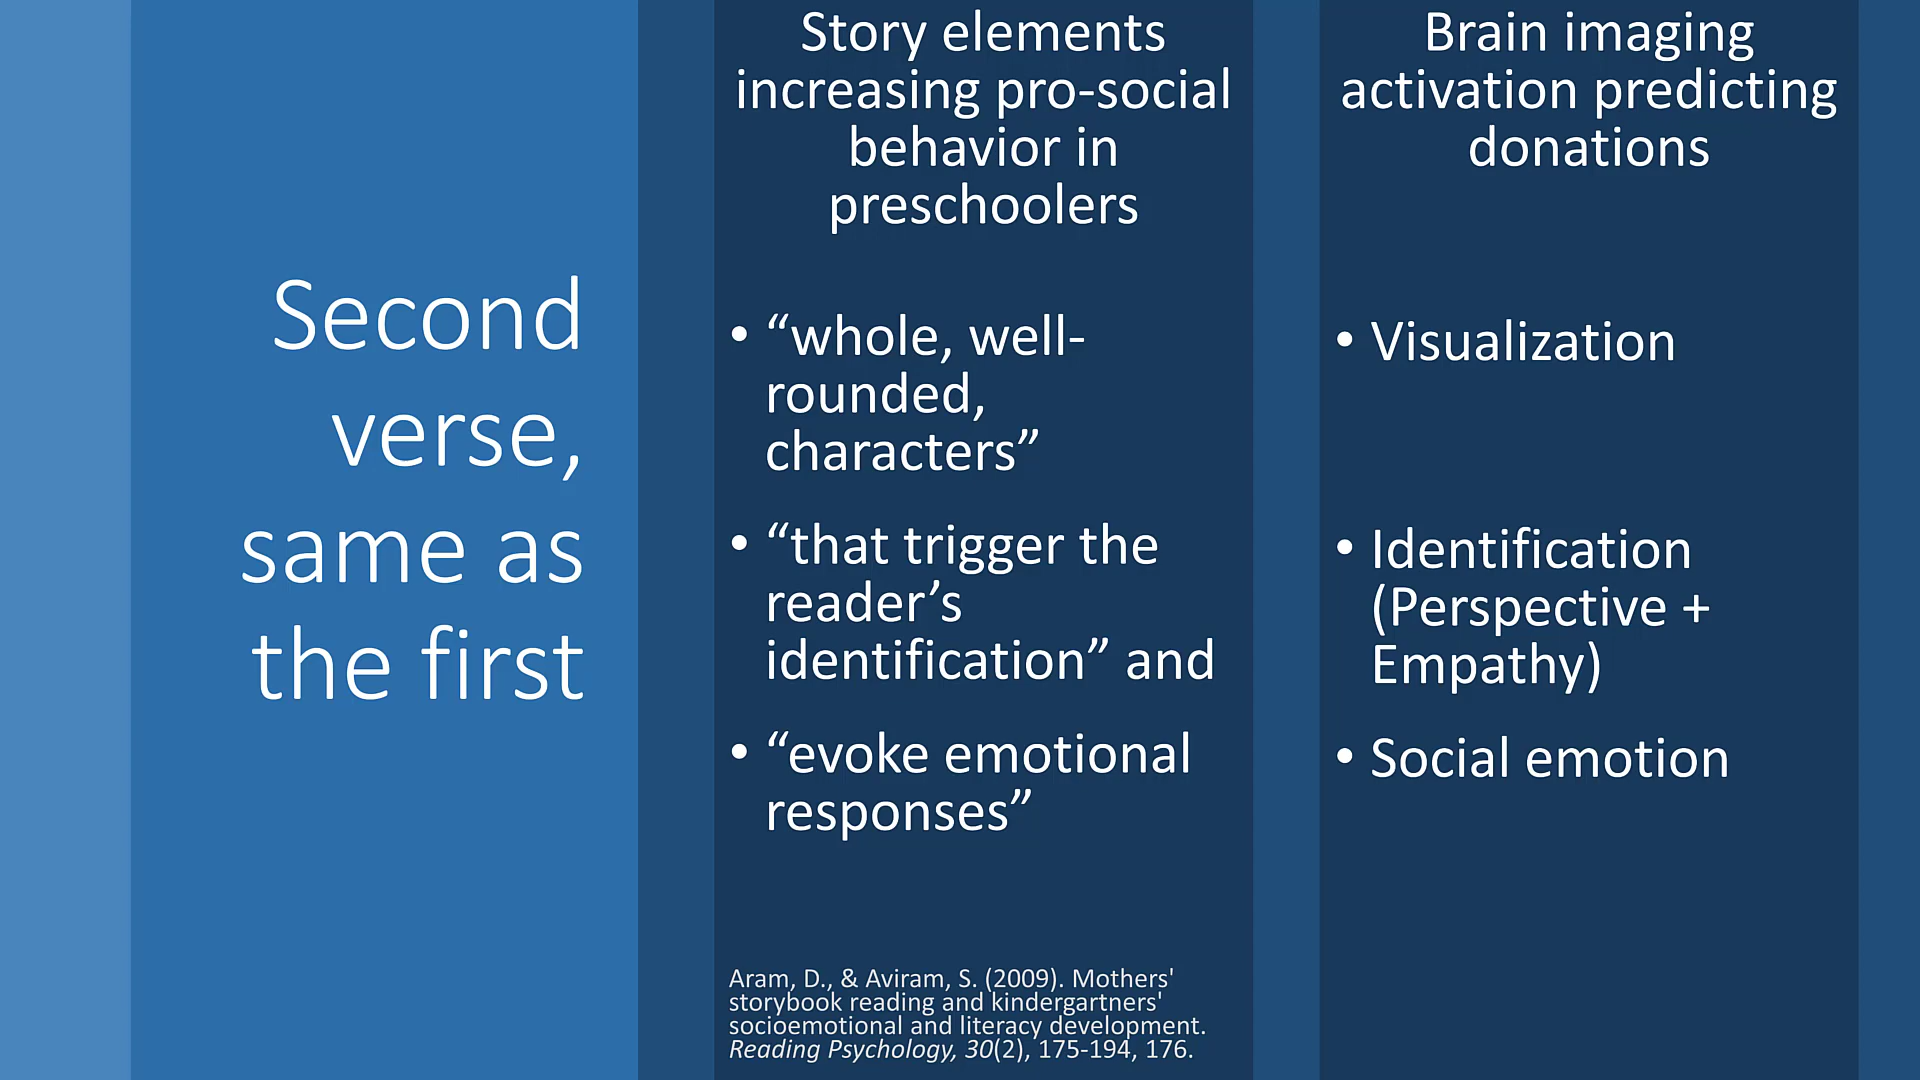 Second
verse,
same as
the first
Story elements
increasing pro-social
behavior in
preschoolers
• “whole, well-
rounded,
characters”
• “that trigger the
reader’s
identification” and
• “evoke emotional
responses”
Aram, D., & Aviram, S. (2009). Mothers'
storybook reading and kindergartners'
socioemotional and literacy development.
Reading Psychology, 30(2), 175-194, 176.
Brain imaging
activation predicting
donations
• Visualization
• Identification
(Perspective +
Empathy)
• Social emotion